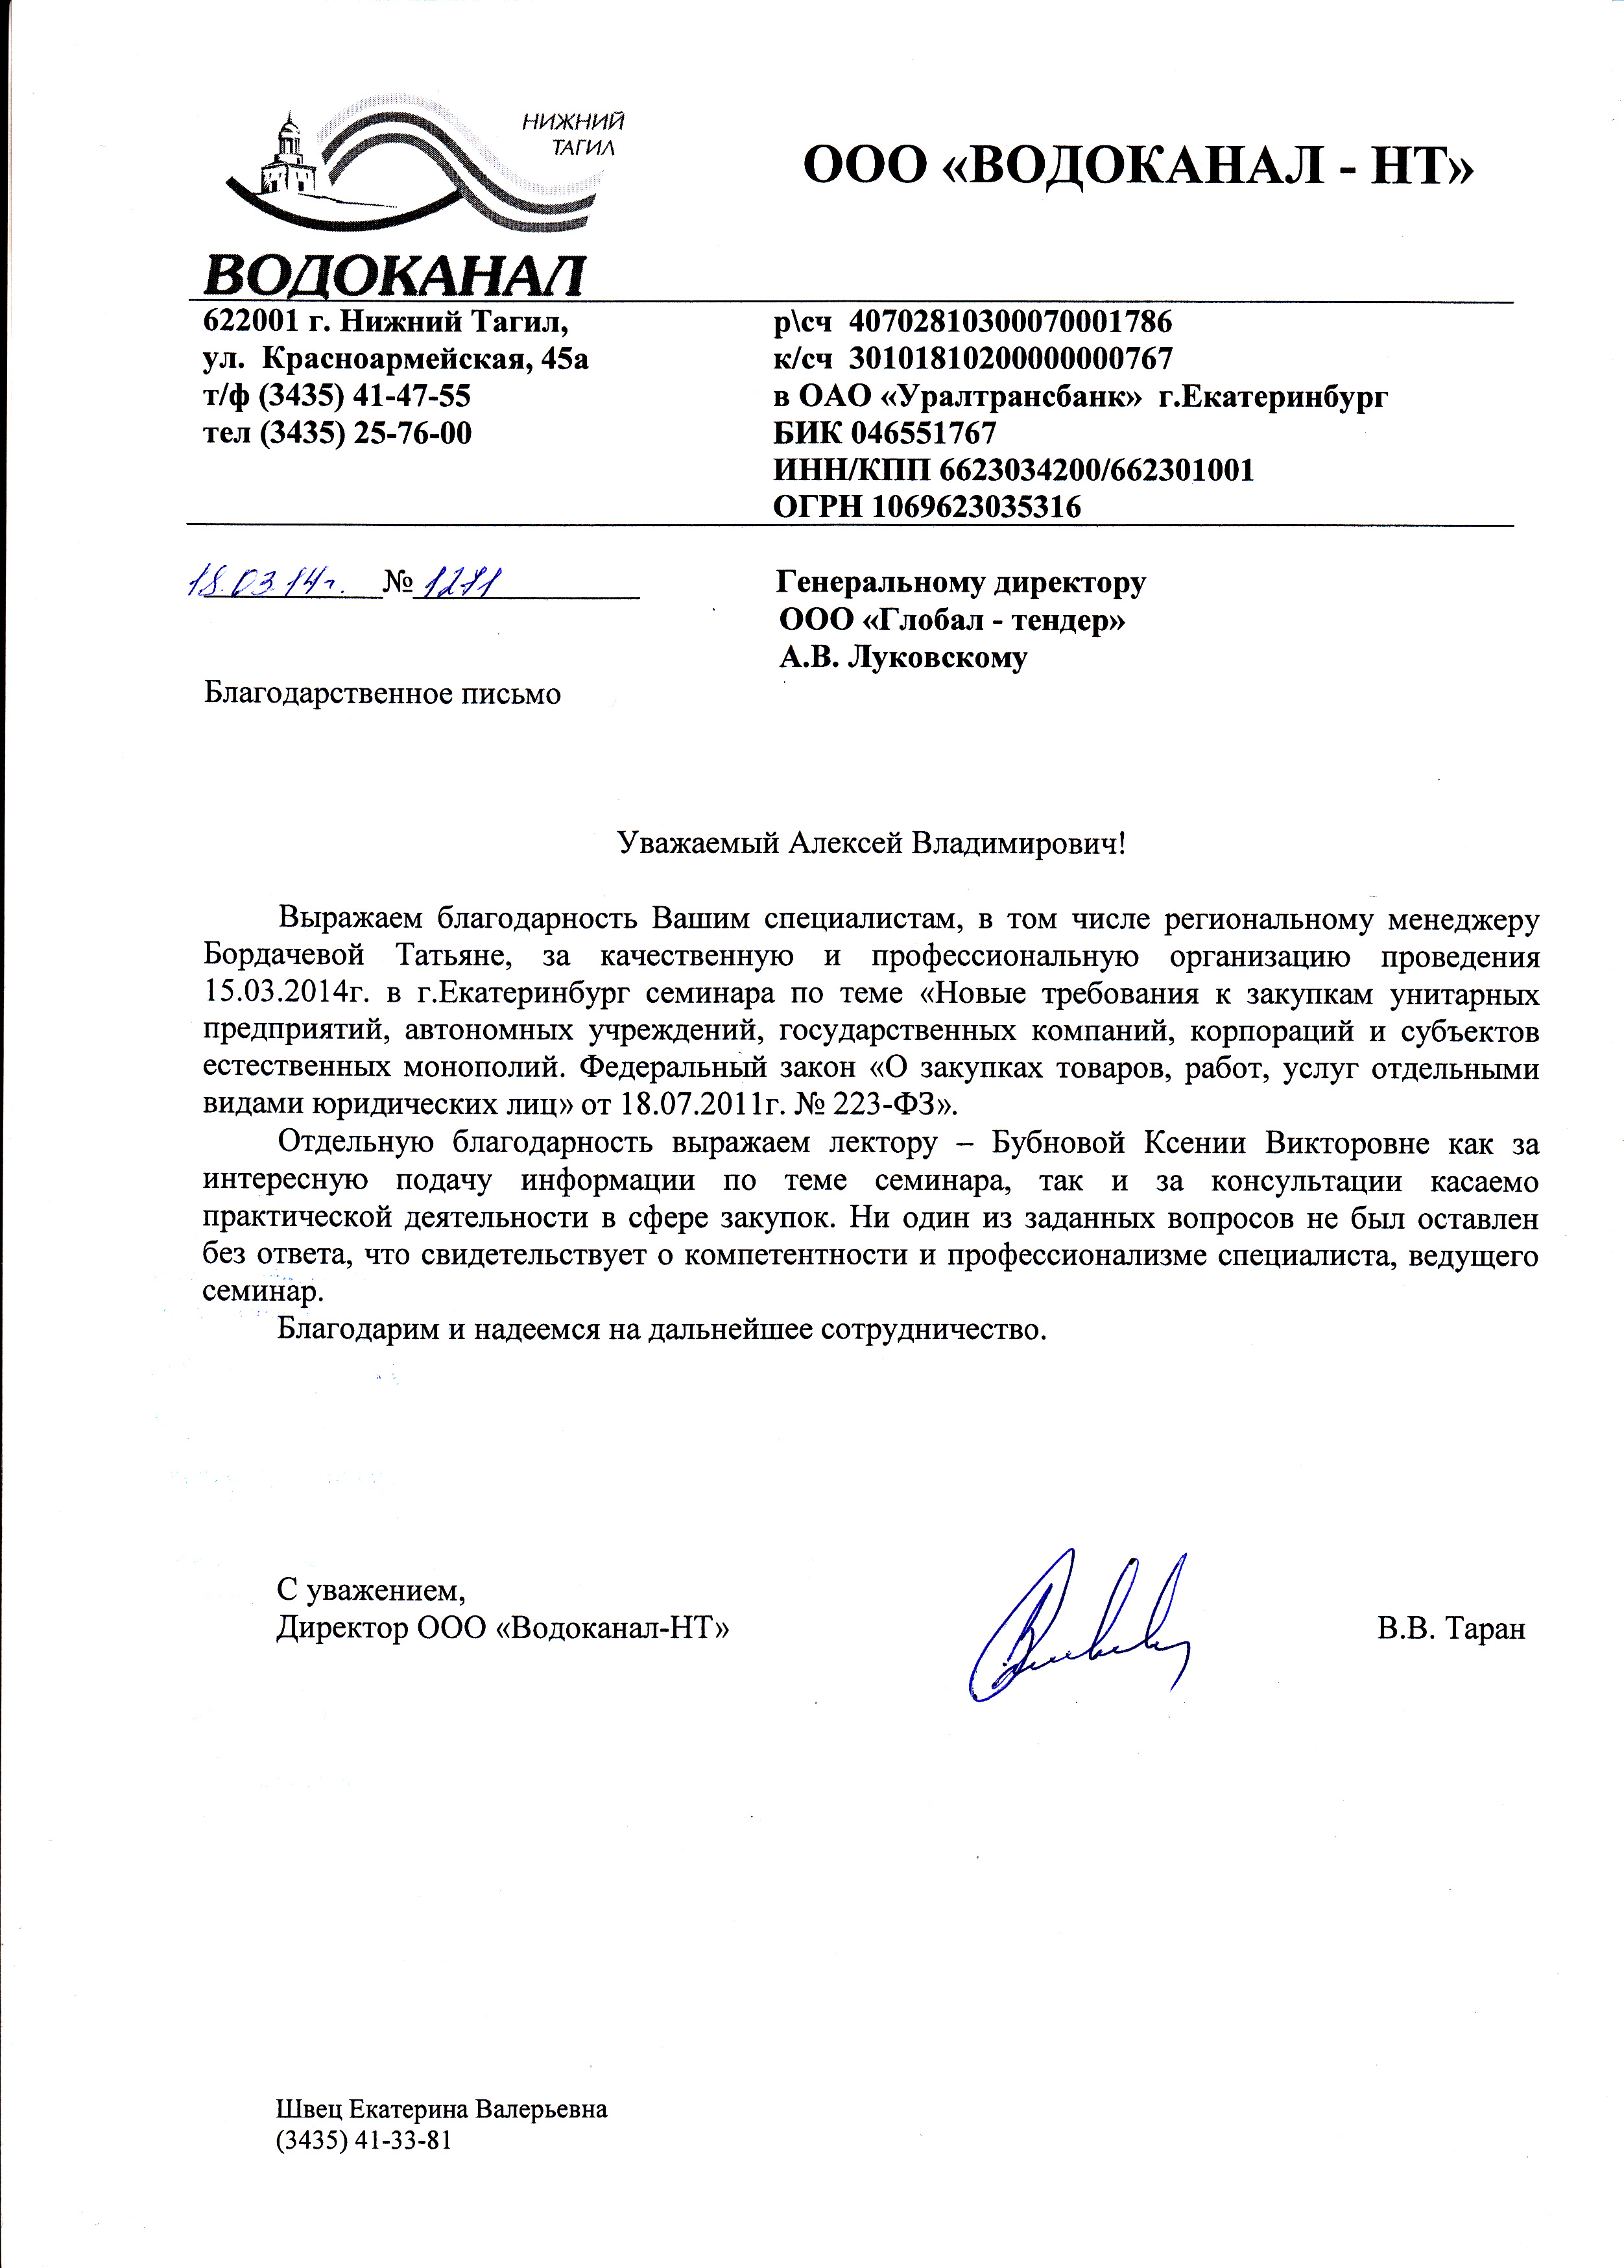 НИЖНИЙ
ТАГИЛ
ООО «ВОДОКАНАЛ - НТ»
ВОДОКАНАЛ
622001 г. Нижний Тагил,
ул. Красноармейская, 45а
т/ф (3435) 41-47-55
тел (3435) 25-76-00
р\сч 40702810300070001786
к/сч 30101810200000000767
в ОАО «Уралтрансбанк» г.Екатеринбург
БИК 046551767
ИНН/КПП 6623034200/662301001
ОГРН 1069623035316
18.03.14г. № 1271
Генеральному директору
ООО «Глобал - тендер»
А.В. Луковскому
Благодарственное письмо
Уважаемый Алексей Владимирович!
Выражаем благодарность Вашим специалистам, в том числе региональному менеджеру
Бордачевой Татьяне, за качественную и профессиональную организацию проведения
15.03.2014г. в г.Екатеринбург семинара по теме «Новые требования к закупкам унитарных
предприятий, автономных учреждений, государственных компаний, корпораций и субъектов
естественных монополий. Федеральный закон «О закупках товаров, работ, услуг отдельными
видами юридических лиц» от 18.07.2011г. № 223-ФЗ».
Отдельную благодарность выражаем лектору – Бубновой Ксении Викторовне как за
интересную подачу информации по теме семинара, так и за консультации касаемо
практической деятельности в сфере закупок. Ни один из заданных вопросов не был оставлен
без ответа, что свидетельствует о компетентности и профессионализме специалиста, ведущего
семинар.
Благодарим и надеемся на дальнейшее сотрудничество.
С уважением,
Директор ООО «Водоканал-НТ»
В.В. Таран
Швец Екатерина Валерьевна
(3435) 41-33-81